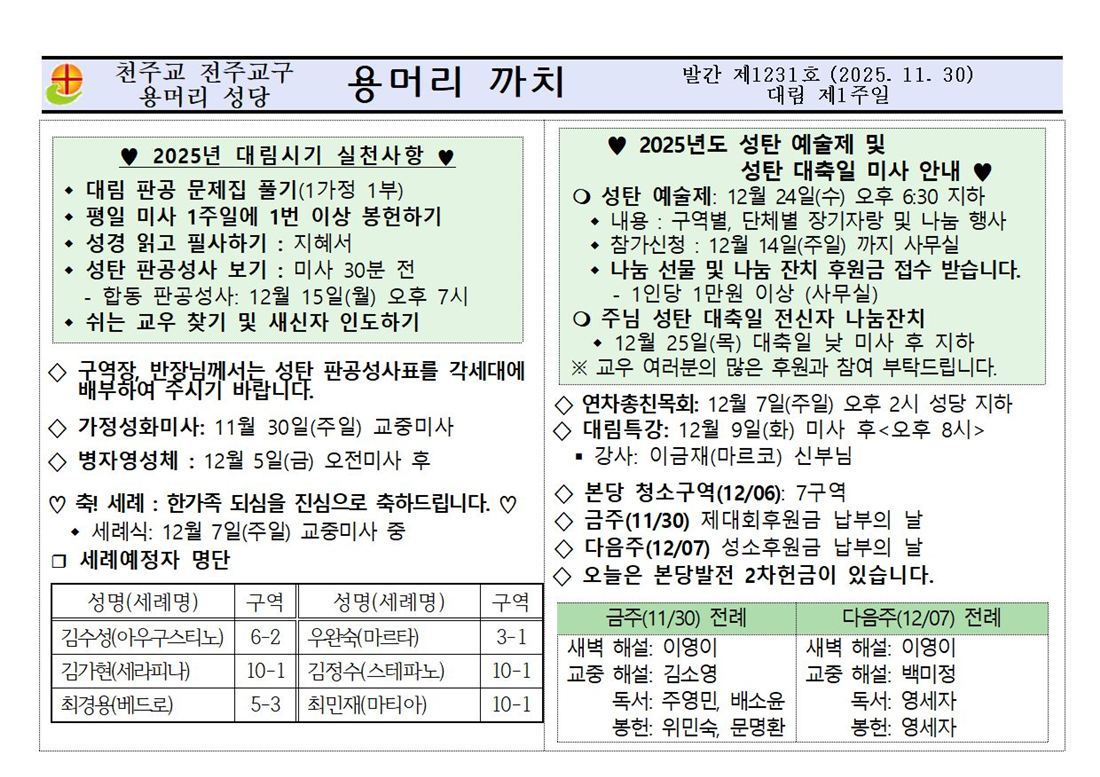 천주교 전주교구
용머리 성당
용머리 까치
발간 제1231호 (2025. 11. 30)
대림 제1주일
♥ 2025년 대림시기 실천사항 ♥
◆ 대림 판공 문제집 풀기(1가정 1부)
◆ 평일 미사 1주일에 1번 이상 봉헌하기
◆ 성경 읽고 필사하기 : 지혜서
◆ 성탄 판공성사 보기 : 미사 30분 전
- 합동 판공성사: 12월 15일(월) 오후 7시
◆ 쉬는 교우 찾기 및 새신자 인도하기
◇ 구역장, 반장님께서는 성탄 판공성사표를 각세대에
배부하여 주시기 바랍니다.
◇ 가정성화미사: 11월 30일(주일) 교중미사
◇ 병자영성체 : 12월 5일(금) 오전미사 후
♡ 축! 세례 : 한가족 되심을 진심으로 축하드립니다. ♡
◆ 세례식: 12월 7일(주일) 교중미사 중
❐ 세례예정자 명단
성명(세례명) 구역 성명(세례명) 구역
김수성(아우구스티노) 6-2 우완숙(마르타) 3-1
김가현(세라피나) 10-1 김정수(스테파노) 10-1
최경용(베드로) 5-3 최민재(마티아) 10-1
♥ 2025년도 성탄 예술제 및
성탄 대축일 미사 안내 ♥
❍ 성탄 예술제: 12월 24일(수) 오후 6:30 지하
◆ 내용 : 구역별, 단체별 장기자랑 및 나눔 행사
◆ 참가신청 : 12월 14일(주일) 까지 사무실
◆ 나눔 선물 및 나눔 잔치 후원금 접수 받습니다.
- 1인당 1만원 이상 (사무실)
❍ 주님 성탄 대축일 전신자 나눔잔치
◆ 12월 25일(목) 대축일 낮 미사 후 지하
※ 교우 여러분의 많은 후원과 참여 부탁드립니다.
◇ 연차총친목회: 12월 7일(주일) 오후 2시 성당 지하
◇ 대림특강: 12월 9일(화) 미사 후<오후 8시>
▪ 강사: 이금재(마르코) 신부님
◇ 본당 청소구역(12/06): 7구역
◇ 금주(11/30) 제대회후원금 납부의 날
◇ 다음주(12/07) 성소후원금 납부의 날
◇ 오늘은 본당발전 2차헌금이 있습니다.
금주(11/30) 전례 다음주(12/07) 전례
새벽 해설: 이영이 새벽 해설: 이영이
교중 해설: 김소영 교중 해설: 백미정
독서: 주영민, 배소윤 독서: 영세자
봉헌: 위민숙, 문명환 봉헌: 영세자